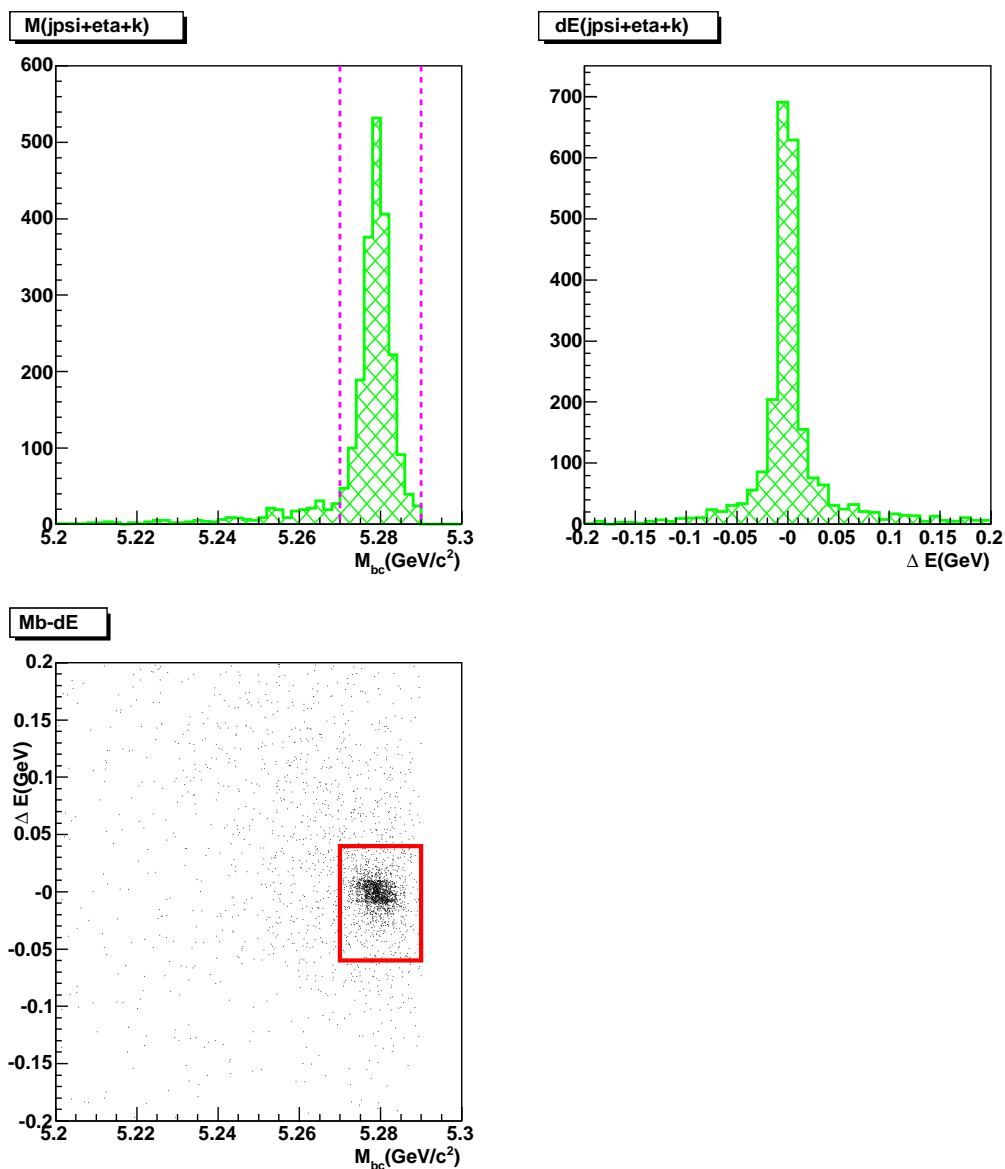 M(jpsi+eta+k)
600
500
400
300
200
100
0
5.2 5.22 5.24 5.26 5.28 5.3
M_bc(GeV/c²)
dE(jpsi+eta+k)
700
600
500
400
300
200
100
0
-0.2 -0.15 -0.1 -0.05 -0 0.05 0.1 0.15 0.2
Δ E(GeV)
Mb-dE
Δ E(GeV)
0.2
0.15
0.1
0.05
-0
-0.05
-0.1
-0.15
-0.2
5.2 5.22 5.24 5.26 5.28 5.3
M_bc(GeV/c²)